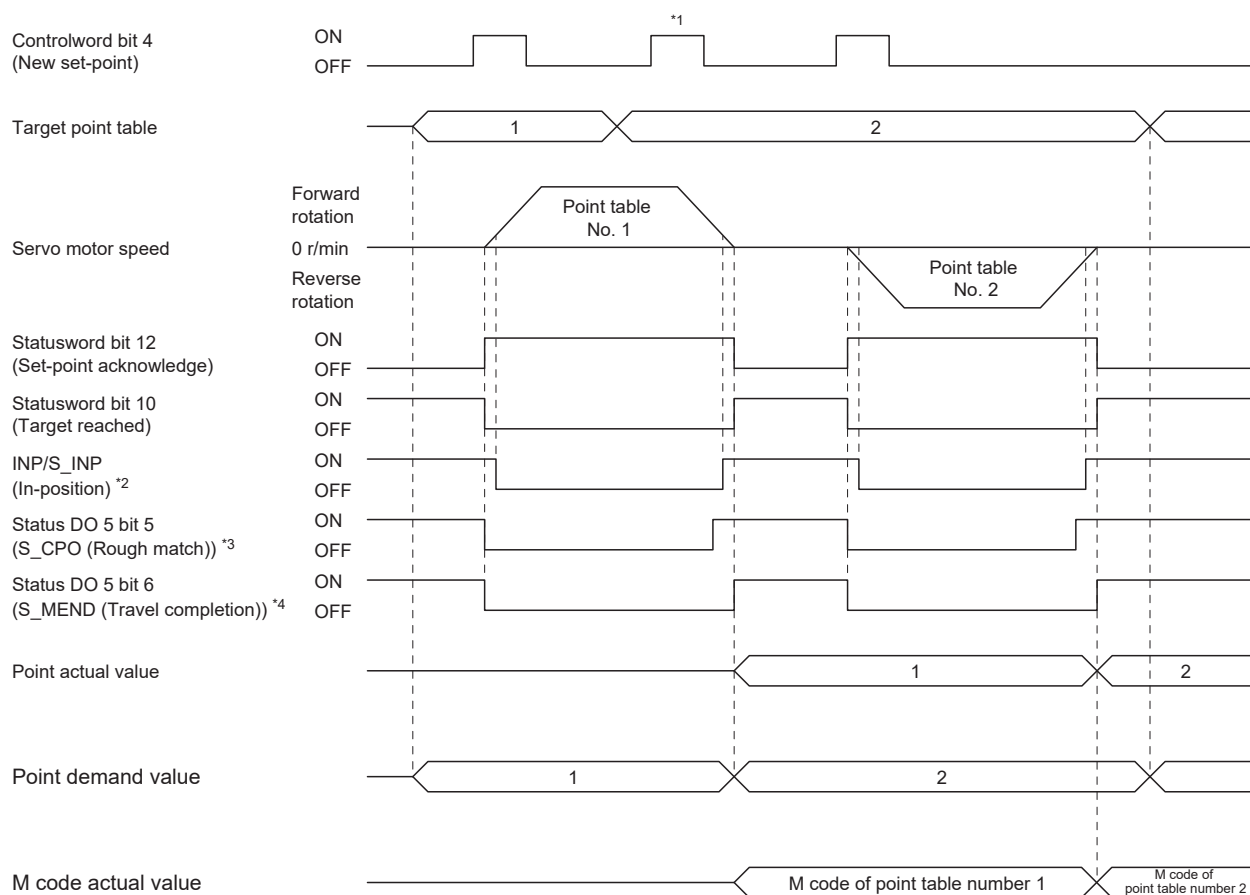 *1
Controlword bit 4
(New set-point)
ON
OFF
Target point table
1
2
Servo motor speed
Forward
rotation
0 r/min
Reverse
rotation
Point table
No. 1
Point table
No. 2
Statusword bit 12
(Set-point acknowledge)
ON
OFF
Statusword bit 10
(Target reached)
ON
OFF
INP/S_INP
(In-position) *2
ON
OFF
Status DO 5 bit 5
(S_CPO (Rough match)) *3
ON
OFF
Status DO 5 bit 6
(S_MEND (Travel completion)) *4
ON
OFF
Point actual value
1
2
Point demand value
1
2
M code actual value
M code of point table number 1
M code of
point table number 2